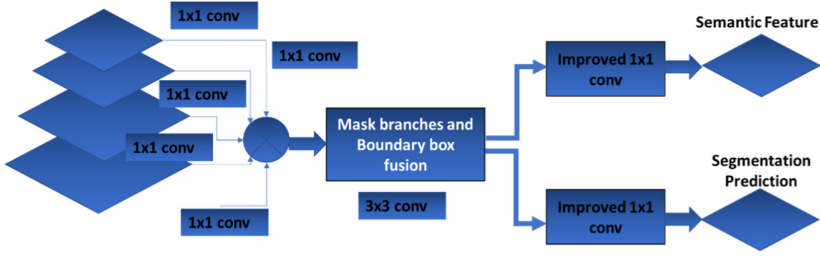 1x1 conv
1x1 conv
1x1 conv
1x1 conv
1x1 conv
Mask branches and
Boundary box
fusion
3x3 conv
Improved 1x1
conv
Semantic Feature
Improved 1x1
conv
Segmentation
Prediction